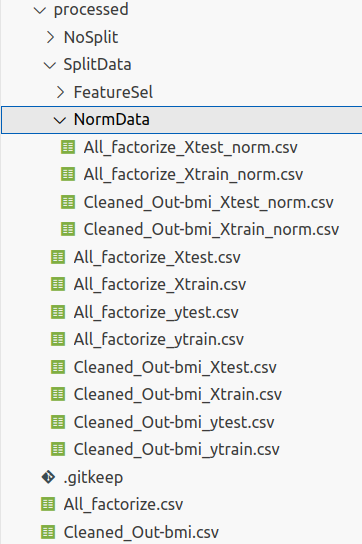 processed
NoSplit
SplitData
FeatureSel
NormData
All_factorize_Xtest_norm.csv
All_factorize_Xtrain_norm.csv
Cleaned_Out-bmi_Xtest_norm.csv
Cleaned_Out-bmi_Xtrain_norm.csv
All_factorize_Xtest.csv
All_factorize_Xtrain.csv
All_factorize_ytest.csv
All_factorize_ytrain.csv
Cleaned_Out-bmi_Xtest.csv
Cleaned_Out-bmi_Xtrain.csv
Cleaned_Out-bmi_ytest.csv
Cleaned_Out-bmi_ytrain.csv
.gitkeep
All_factorize.csv
Cleaned_Out-bmi.csv